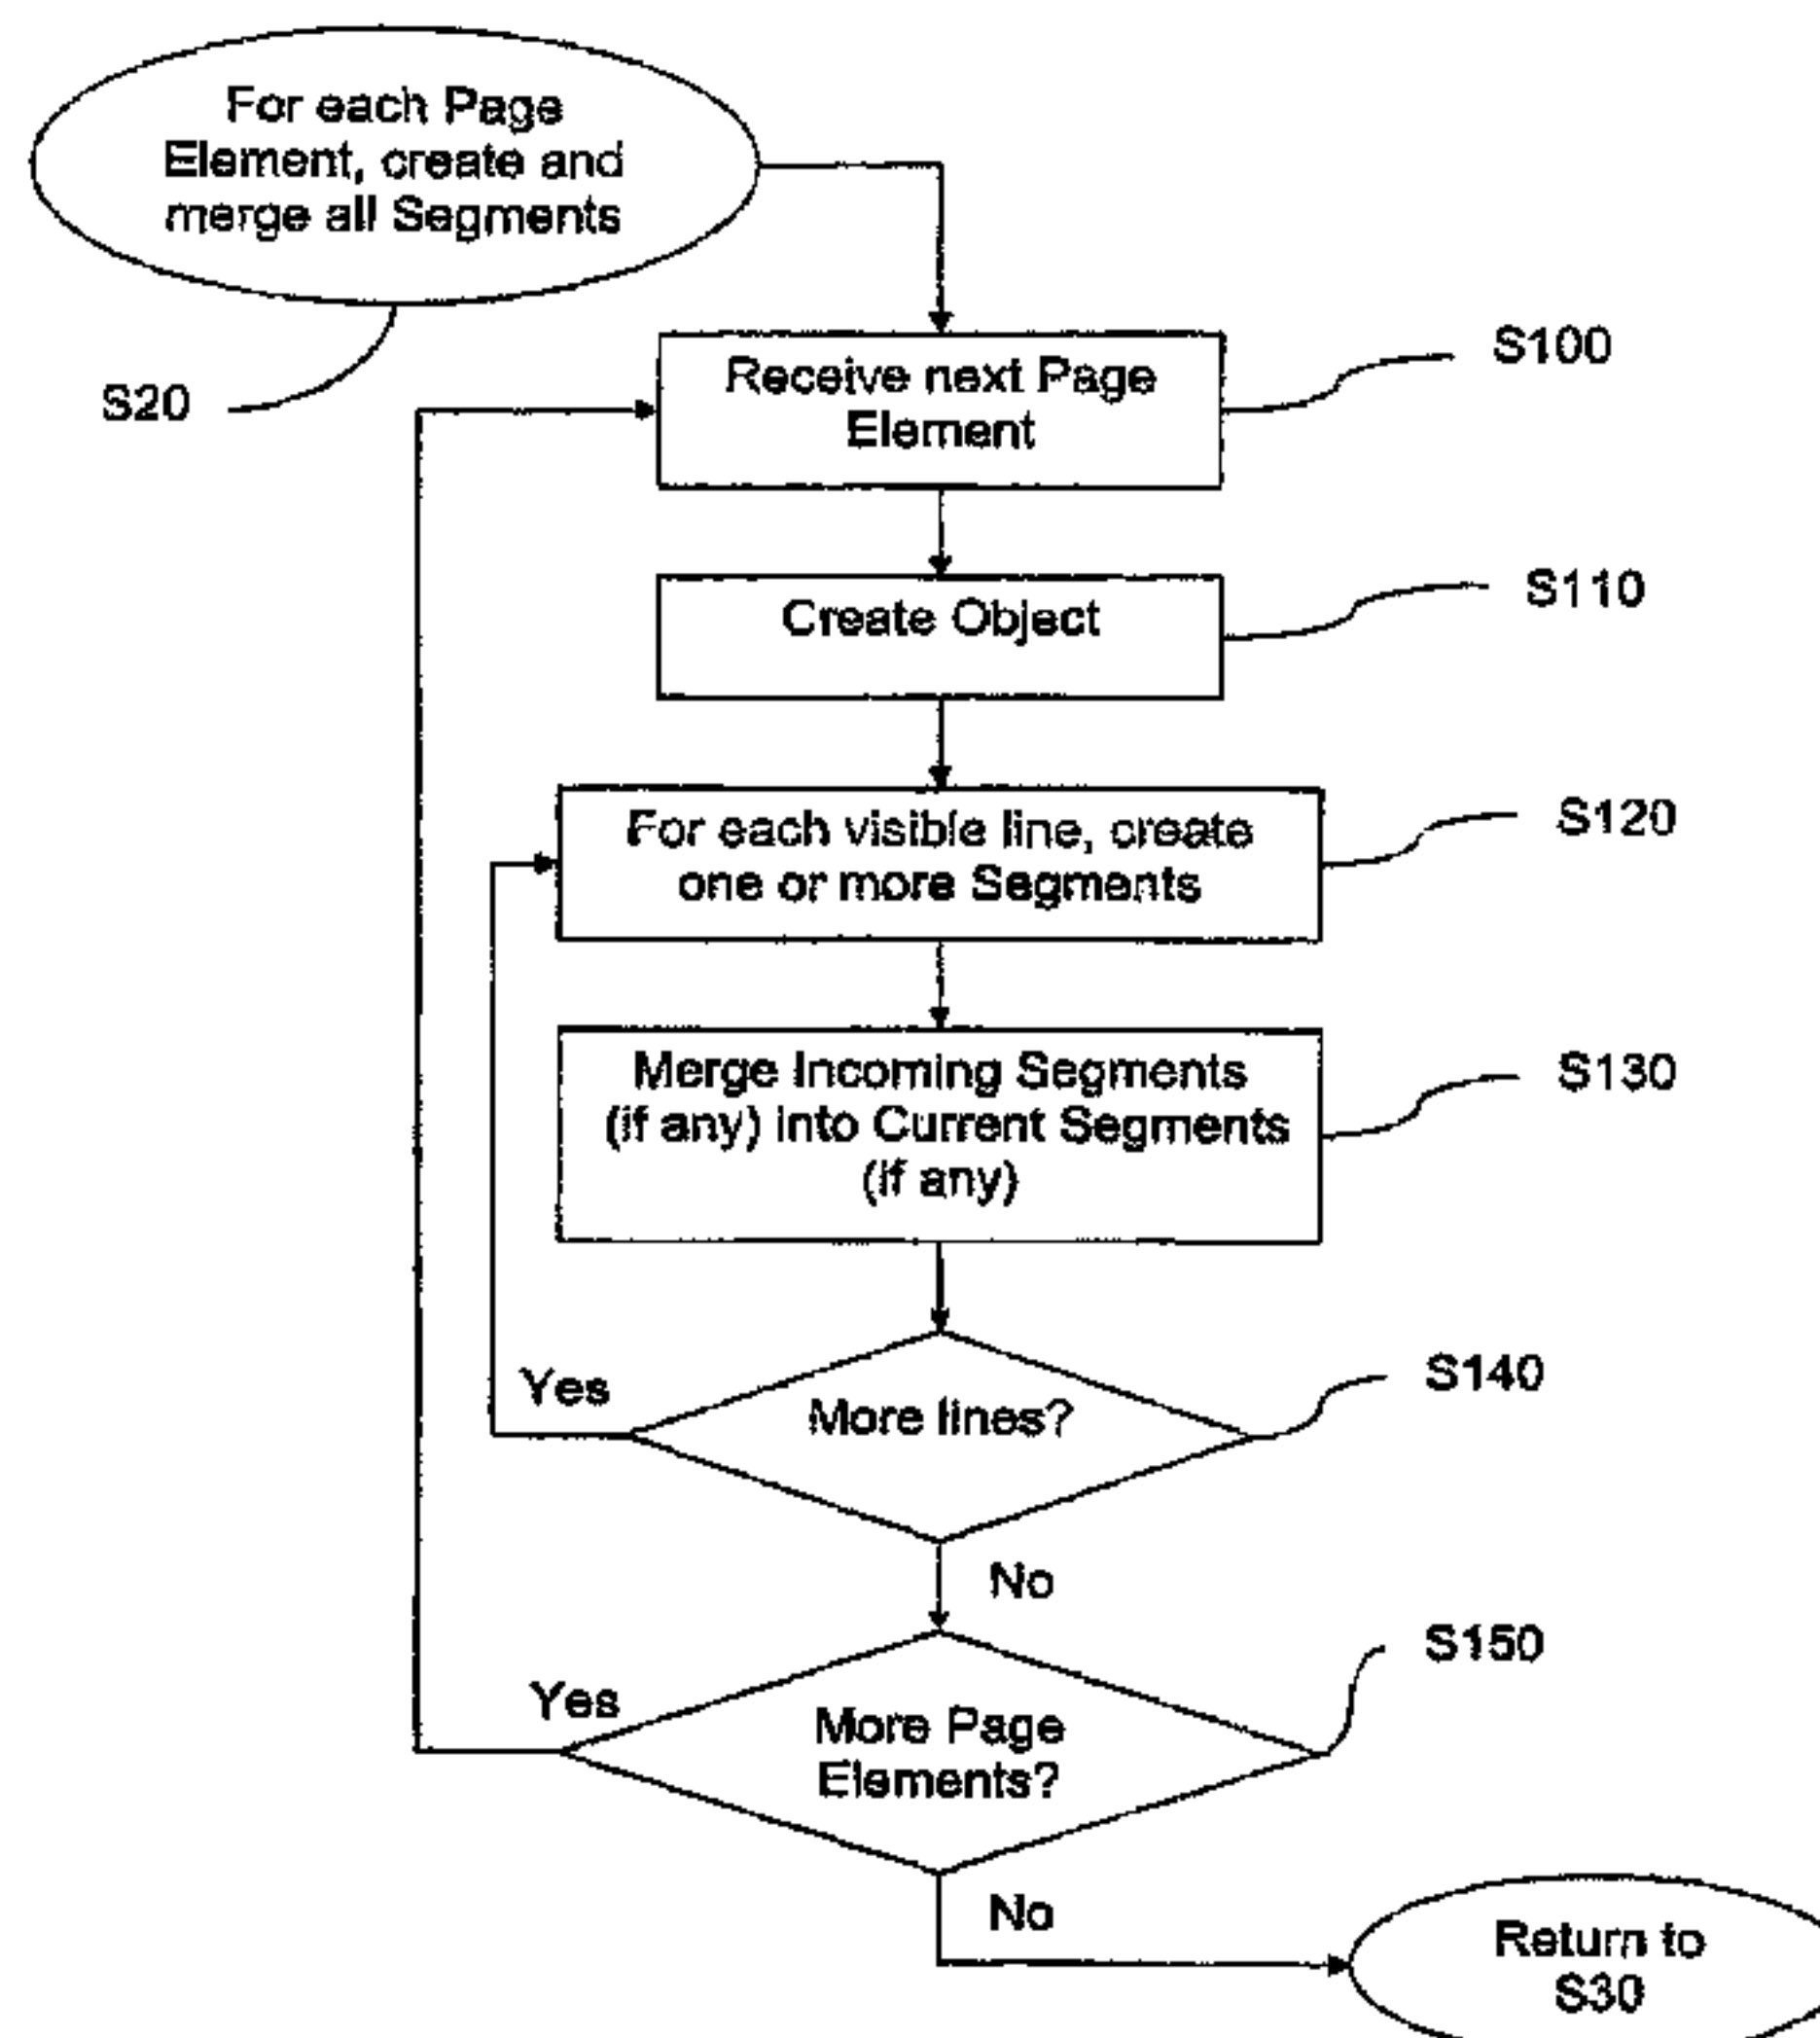 For each Page
Element, create and
merge all Segments
S20
Receive next Page
Element
S100
Create Object
S110
For each visible line, create
one or more Segments
S120
Merge Incoming Segments
(if any) into Current Segments
(if any)
S130
Yes
More lines?
S140
No
Yes
More Page
Elements?
S150
No
Return to
S30